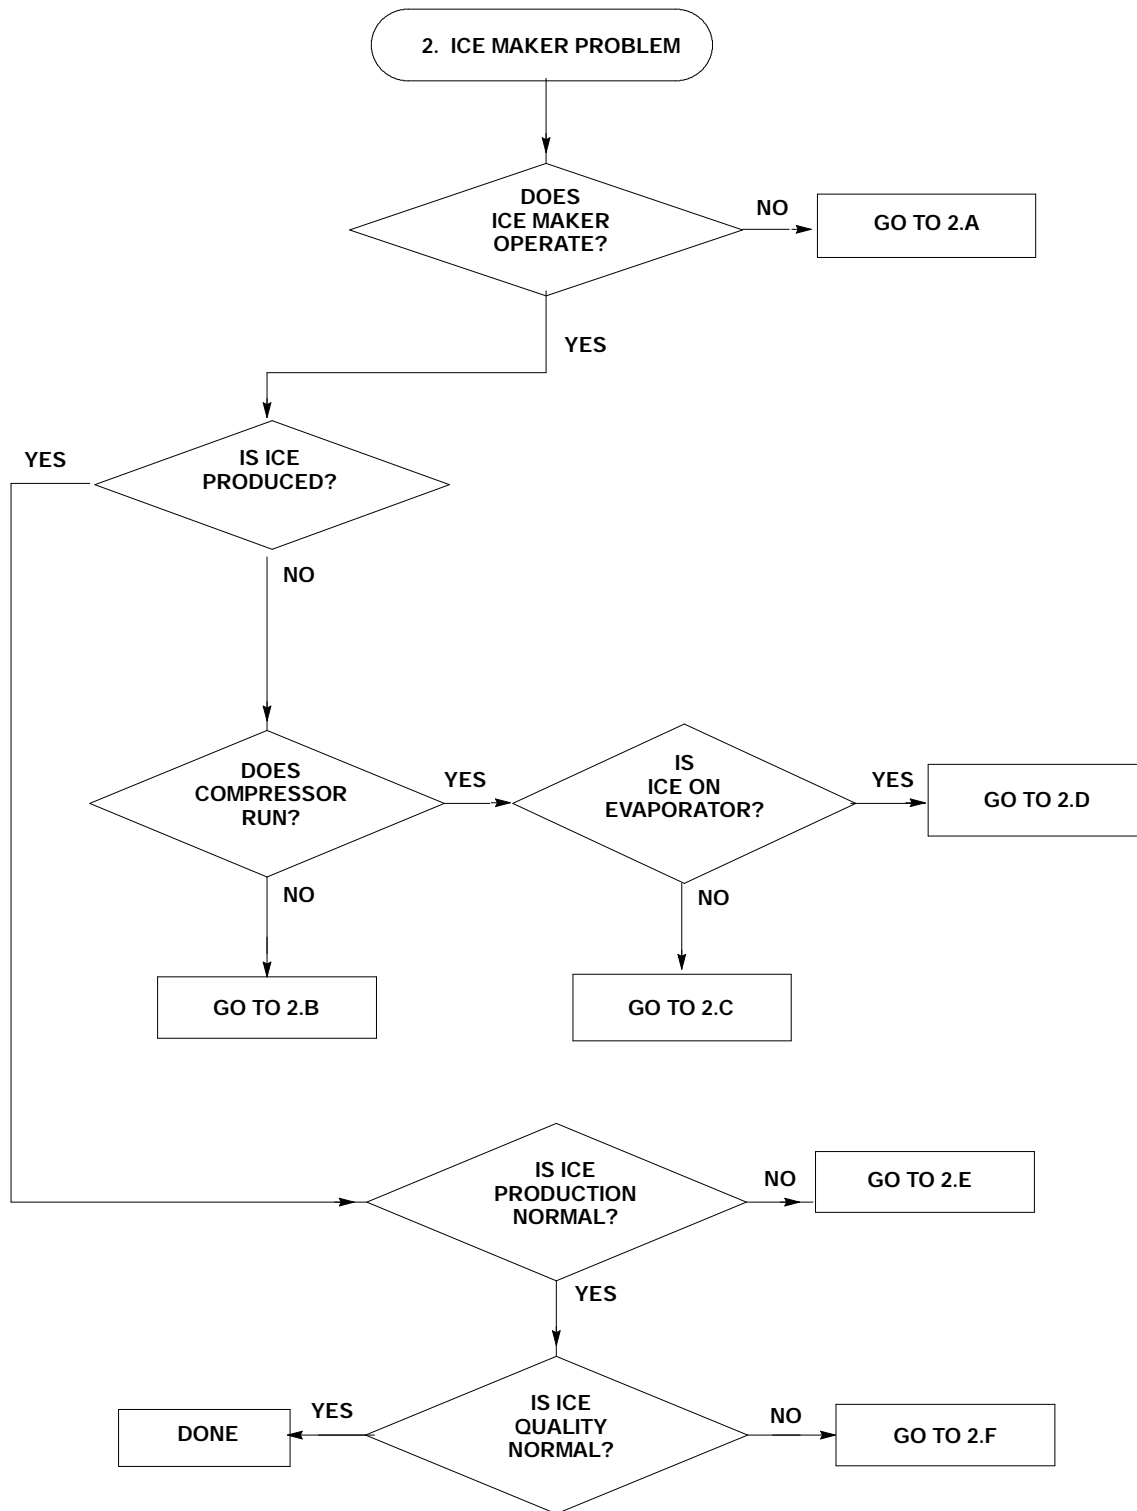 2. ICE MAKER PROBLEM
DOES
ICE MAKER
OPERATE?
NO
GO TO 2.A
YES
YES
IS ICE
PRODUCED?
NO
DOES
COMPRESSOR
RUN?
YES
IS
ICE ON
EVAPORATOR?
YES
GO TO 2.D
NO
NO
GO TO 2.B
GO TO 2.C
IS ICE
PRODUCTION
NORMAL?
NO
GO TO 2.E
YES
IS ICE
QUALITY
NORMAL?
YES
DONE
NO
GO TO 2.F